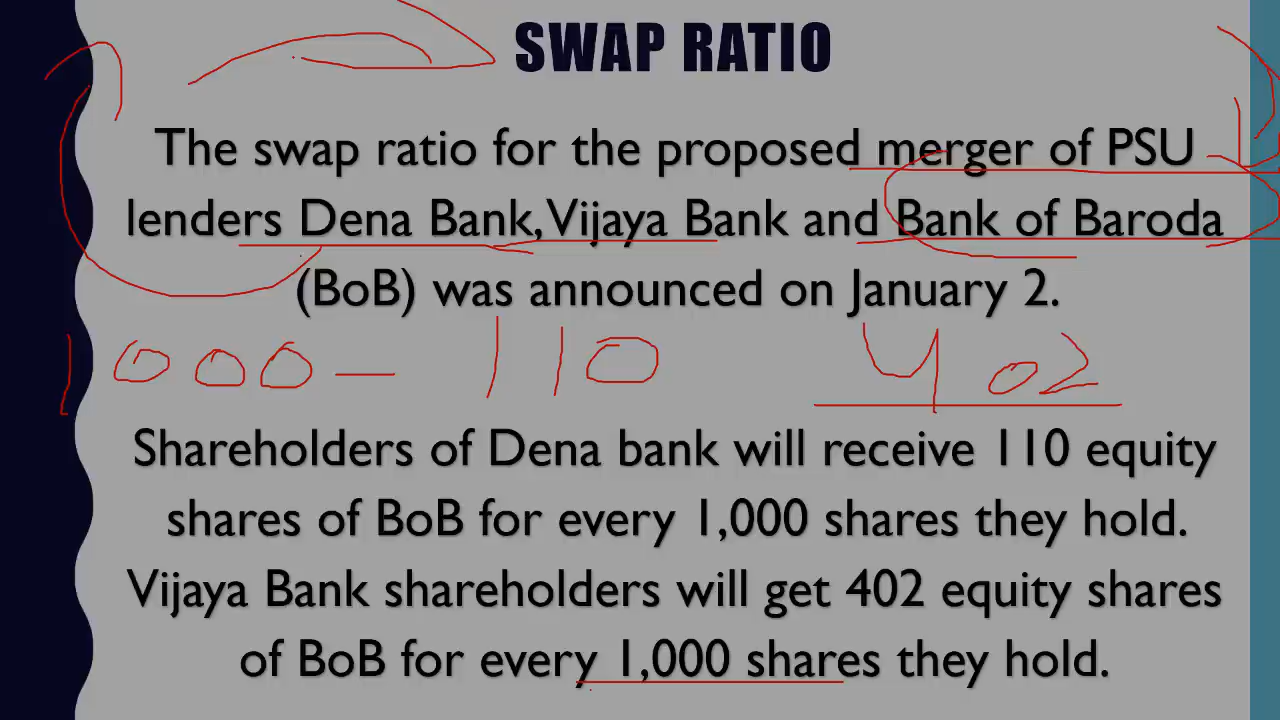 SWAP RATIO
The swap ratio for the proposed merger of PSU
lenders Dena Bank, Vijaya Bank and Bank of Baroda
(BoB) was announced on January 2.
1000 - 110 402
Shareholders of Dena bank will receive 110 equity
shares of BoB for every 1,000 shares they hold.
Vijaya Bank shareholders will get 402 equity shares
of BoB for every 1,000 shares they hold.